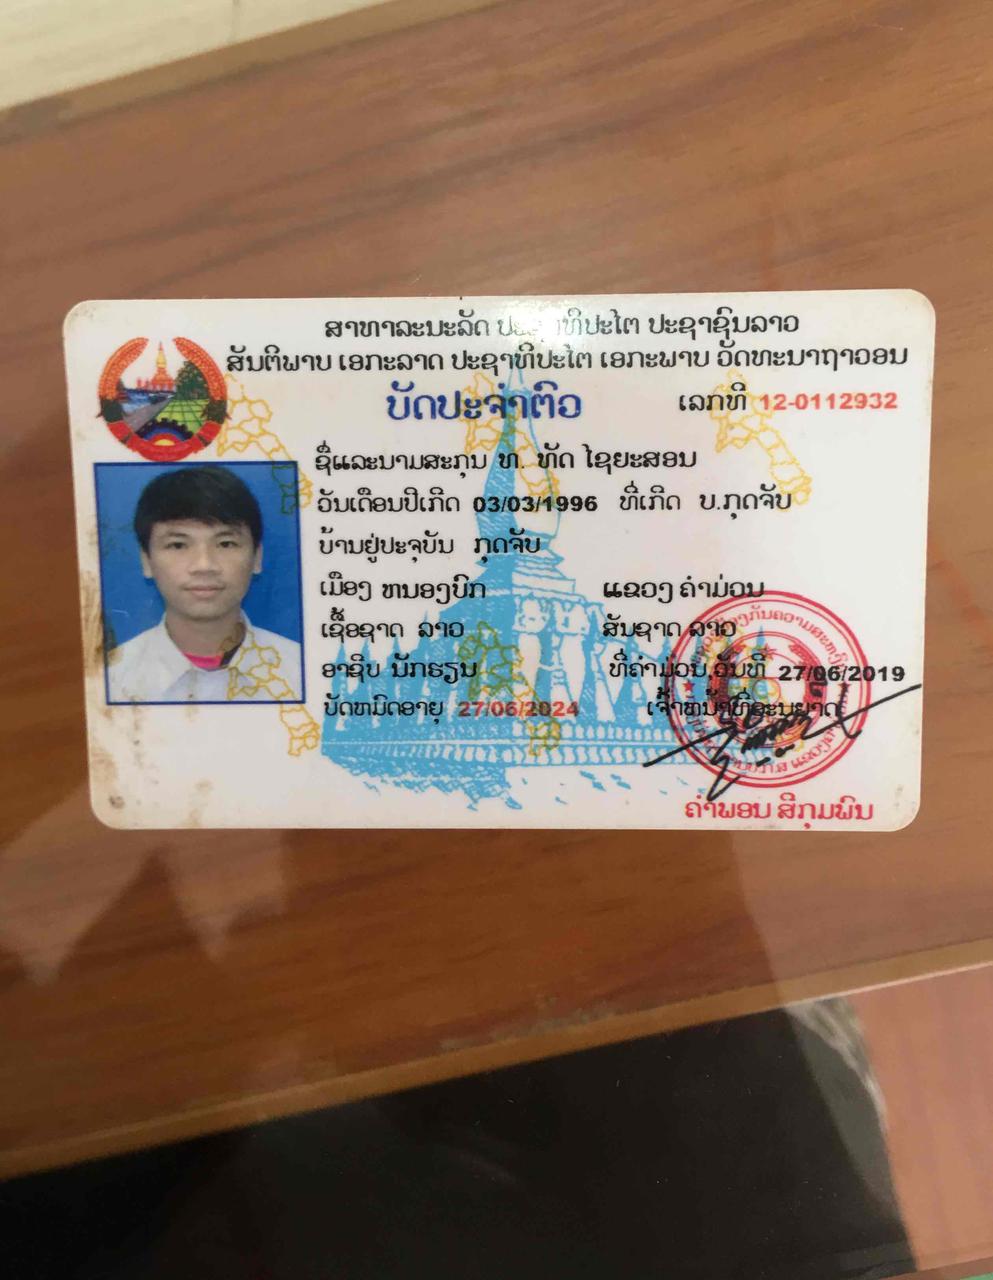 ສາທາລະນະລັດ ປະຊາທິປະໄຕ ປະຊາຊົນລາວ
ສັນຕິພາບ ເອກະລາດ ປະຊາທິປະໄຕ ເອກະພາບ ວັດທະນາຖາວອນ
ບັດປະຈຳຕົວ ເລກທີ 12-0112932
ຊື່ແລະນາມສະກຸນ ທ. ທັດ ໄຊຍະສອນ
ວັນເດືອນປີເກີດ 03/03/1996 ທີ່ເກີດ ບ.ກຸດຈັບ
ບ້ານຢູ່ປະຈຸບັນ ກຸດຈັບ
ເມືອງ ຫນອງບົກ ແຂວງ ຄຳມ່ວນ
ເຊື້ອຊາດ ລາວ ສັນຊາດ ລາວ
ອາຊີບ ນັກຮຽນ ທີ່ຄຳມ່ວນ,ວັນທີ 27/06/2019
ບັດຫມົດອາຍຸ 27/06/2024 ເຈົ້າຫນ້າທີ່ອະນຸຍາດ
ຄຳພອນ ສີກຸມພົນ